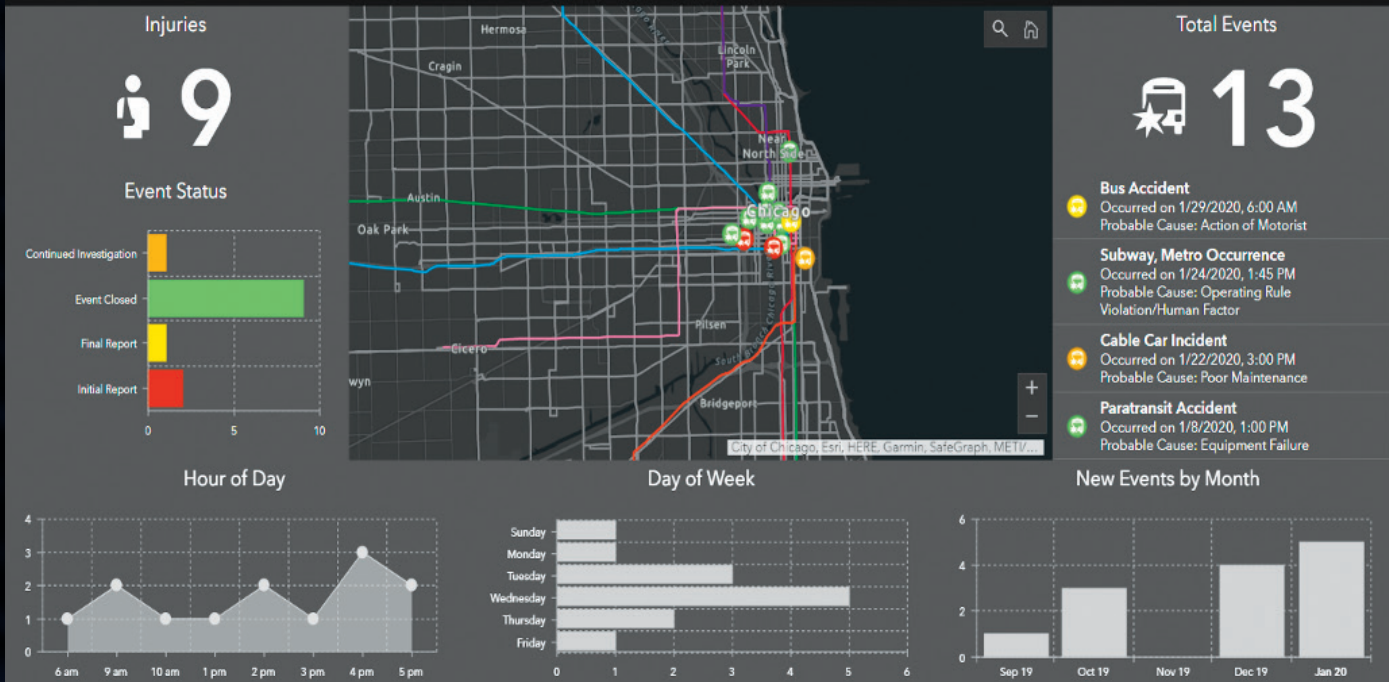 Injuries
9
Event Status
Continued Investigation
Event Closed
Final Report
Initial Report
0 5 10
Hermosa
Cragin
Lincoln
Park
Near
North Side
Austin
Oak Park
Chicago
Pilsen
Cicero
wyn
South Branch Chicago River
Bridgeport
+
−
City of Chicago, Esri, HERE, Garmin, SafeGraph, METI/...
Total Events
13
Bus Accident
Occurred on 1/29/2020, 6:00 AM
Probable Cause: Action of Motorist
Subway, Metro Occurrence
Occurred on 1/24/2020, 1:45 PM
Probable Cause: Operating Rule
Violation/Human Factor
Cable Car Incident
Occurred on 1/22/2020, 3:00 PM
Probable Cause: Poor Maintenance
Paratransit Accident
Occurred on 1/8/2020, 1:00 PM
Probable Cause: Equipment Failure
Hour of Day
4
3
2
1
0
6 am 9 am 10 am 1 pm 2 pm 3 pm 4 pm 5 pm
Day of Week
Sunday
Monday
Tuesday
Wednesday
Thursday
Friday
0 1 2 3 4 5 6
New Events by Month
6
4
2
0
Sep 19 Oct 19 Nov 19 Dec 19 Jan 20